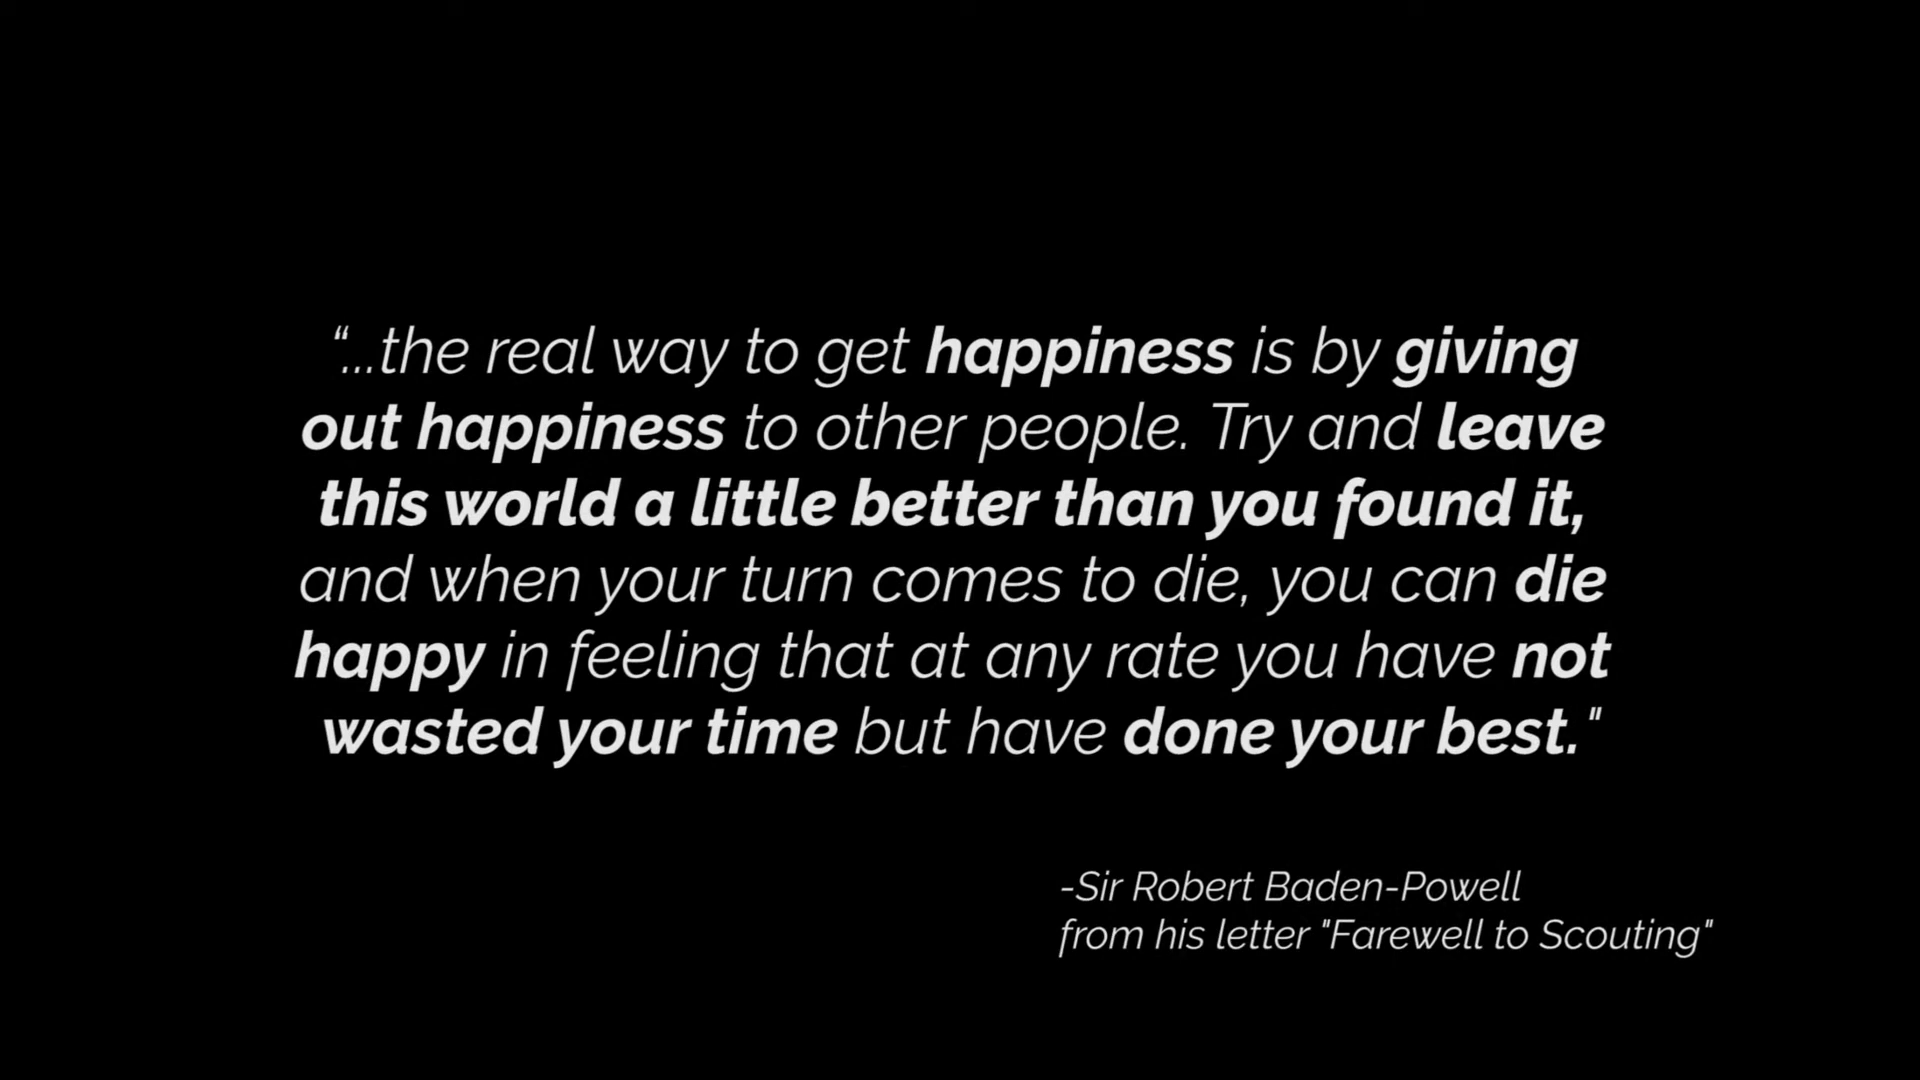 “...the real way to get happiness is by giving
out happiness to other people. Try and leave
this world a little better than you found it,
and when your turn comes to die, you can die
happy in feeling that at any rate you have not
wasted your time but have done your best."
-Sir Robert Baden-Powell
from his letter "Farewell to Scouting"